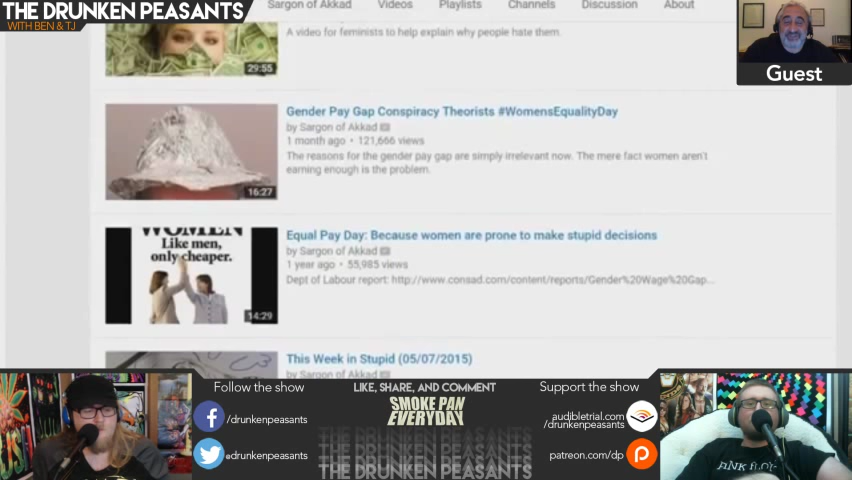 THE DRUNKEN PEASANTS
WITH BEN & TJ
Sargon of Akkad Videos Playlists Channels Discussion About
A video for feminists to help explain why people hate them.
29:55
Guest
Gender Pay Gap Conspiracy Theorists #WomensEqualityDay
by Sargon of Akkad
1 month ago • 121,666 views
The reasons for the gender pay gap are simply irrelevant now. The mere fact women aren't
earning enough is the problem.
16:27
WOMEN
Like men,
only cheaper.
14:29
Equal Pay Day: Because women are prone to make stupid decisions
by Sargon of Akkad
1 year ago • 55,985 views
Dept of Labour report: http://www.consad.com/content/reports/Gender%20Wage%20Gap...
This Week in Stupid (05/07/2015)
by Sargon of Akkad
Follow the show
/drunkenpeasants
@drunkenpeasants
LIKE, SHARE, AND COMMENT
SMOKE PAN
EVERYDAY
THE DRUNKEN PEASANTS
THE DRUNKEN PEASANTS
Support the show
audibletrial.com
/drunkenpeasants
patreon.com/dp